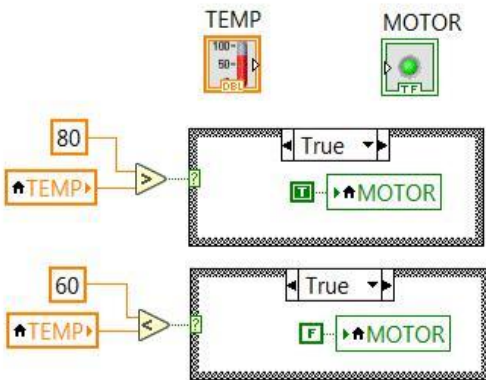 TEMP
MOTOR
100-
50-
DBL
TF
80
True
TEMP
>
?
T
MOTOR
60
True
TEMP
<
?
F
MOTOR